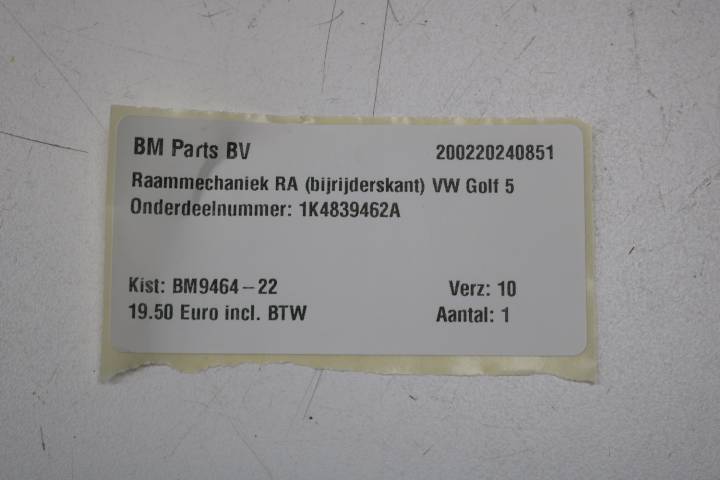 BM Parts BV 200220240851
Raammechaniek RA (bijrijderskant) VW Golf 5
Onderdeelnummer: 1K4839462A
Kist: BM9464-22 Verz: 10
19.50 Euro incl. BTW Aantal: 1